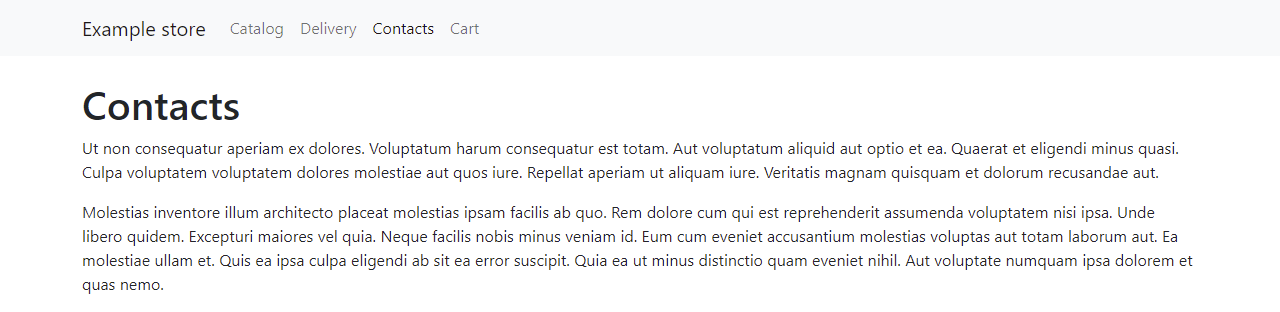 Example store Catalog Delivery Contacts Cart
Contacts
Ut non consequatur aperiam ex dolores. Voluptatum harum consequatur est totam. Aut voluptatum aliquid aut optio et ea. Quaerat et eligendi minus quasi.
Culpa voluptatem voluptatem dolores molestiae aut quos iure. Repellat aperiam ut aliquam iure. Veritatis magnam quisquam et dolorum recusandae aut.
Molestias inventore illum architecto placeat molestias ipsam facilis ab quo. Rem dolore cum qui est reprehenderit assumenda voluptatem nisi ipsa. Unde
libero quidem. Excepturi maiores vel quia. Neque facilis nobis minus veniam id. Eum cum eveniet accusantium molestias voluptas aut totam laborum aut. Ea
molestiae ullam et. Quis ea ipsa culpa eligendi ab sit ea error suscipit. Quia ea ut minus distinctio quam eveniet nihil. Aut voluptate numquam ipsa dolorem et
quas nemo.